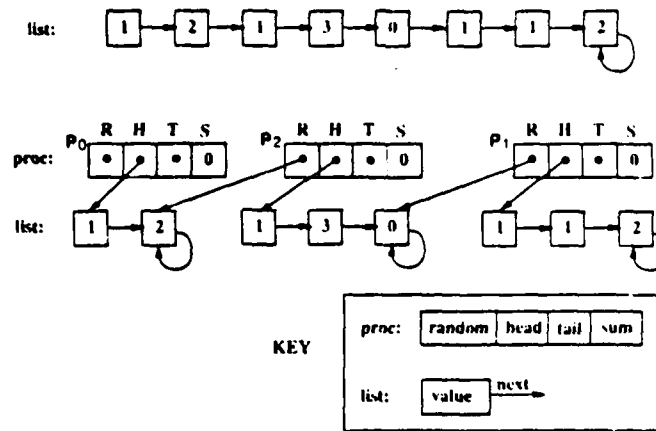 list: 1 2 1 3 0 1 1 2
P0 R H T S P2 R H T S P1 R H T S
proc: 0 0 0
list: 1 2 1 3 0 1 1 2
KEY
proc: random head tail sum
list: value next